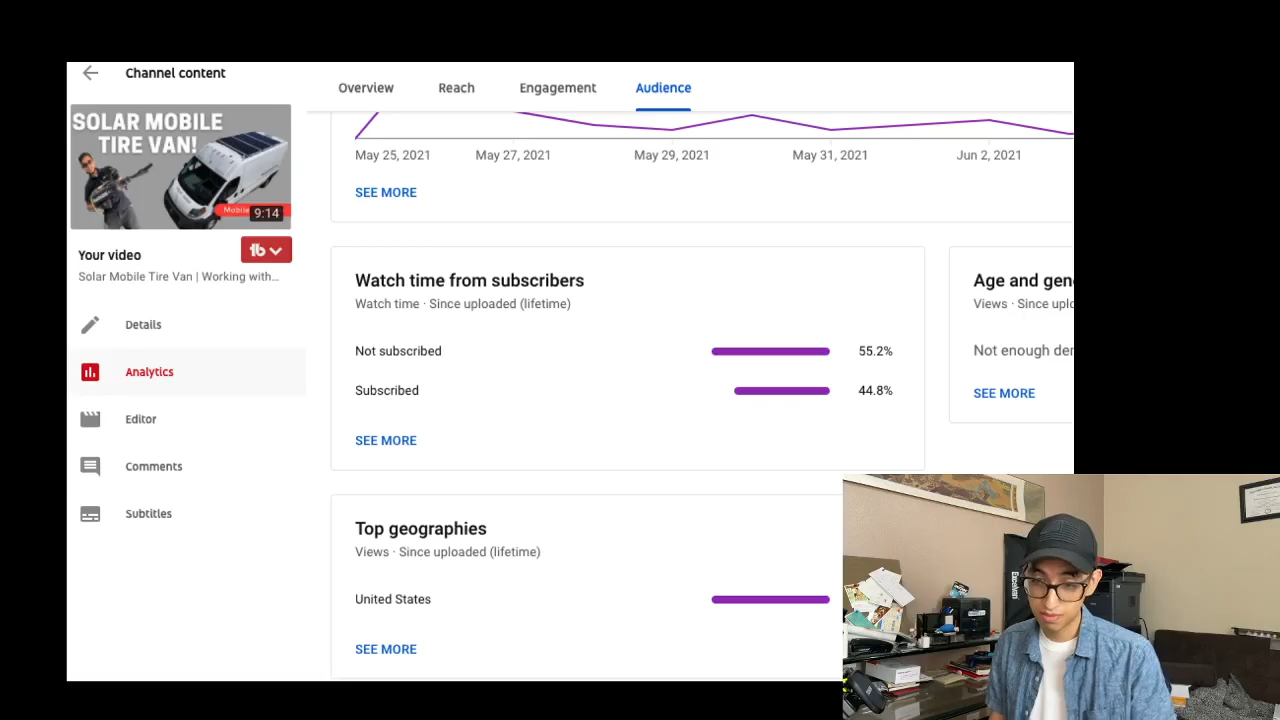 Channel content
SOLAR MOBILE
TIRE VAN!
Mobile
9:14
Your video
tb
Solar Mobile Tire Van | Working with...
Details
Analytics
Editor
Comments
Subtitles
Overview
Reach
Engagement
Audience
May 25, 2021
May 27, 2021
May 29, 2021
May 31, 2021
Jun 2, 2021
SEE MORE
Watch time from subscribers
Watch time · Since uploaded (lifetime)
Not subscribed 55.2%
Subscribed 44.8%
SEE MORE
Age and gen
Views · Since uplo
Not enough de
SEE MORE
Top geographies
Views · Since uploaded (lifetime)
United States
SEE MORE
Excelvan